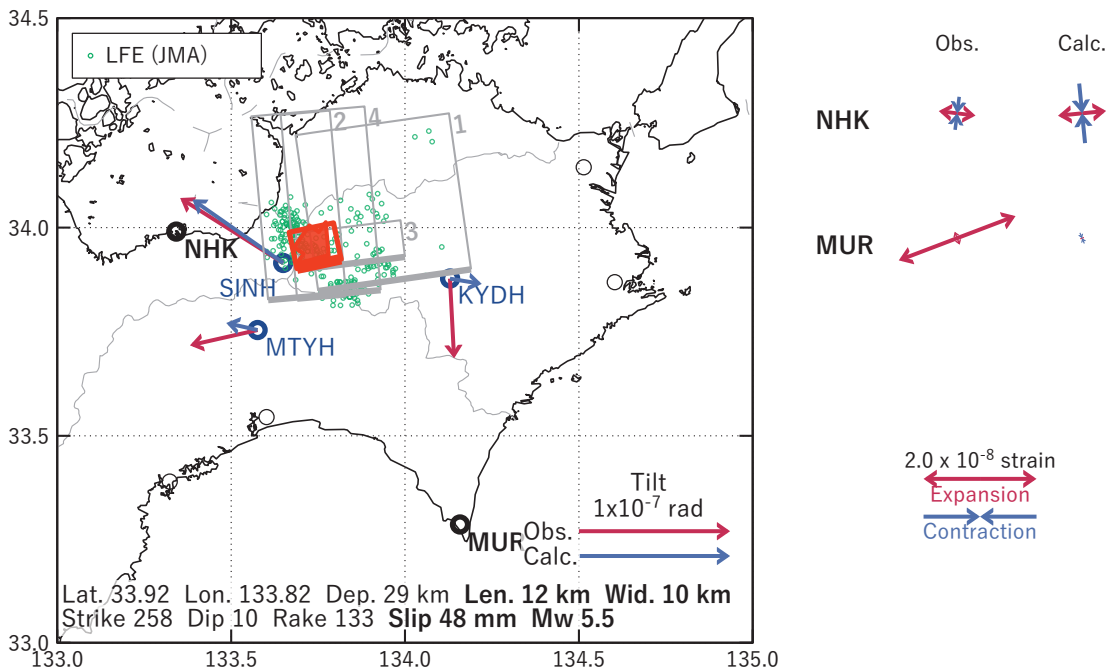 34.5
34.0
33.5
33.0
133.0 133.5 134.0 134.5 135.0
LFE (JMA)
2
4
1
3
NHK
SINH
KYDH
MTYH
MUR
Tilt
1x10⁻⁷ rad
Obs.
Calc.
Lat. 33.92 Lon. 133.82 Dep. 29 km Len. 12 km Wid. 10 km
Strike 258 Dip 10 Rake 133 Slip 48 mm Mw 5.5
Obs. Calc.
NHK
MUR
2.0 x 10⁻⁸ strain
Expansion
Contraction